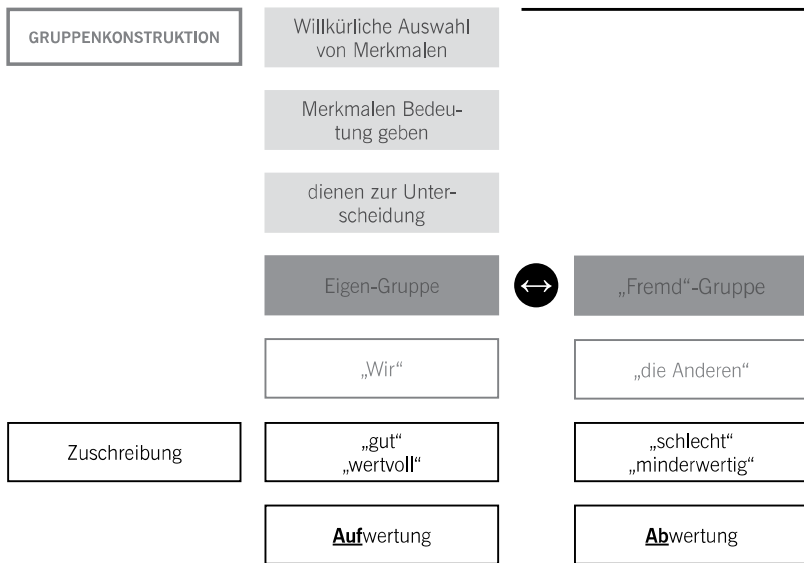 GRUPPENKONSTRUKTION
Willkürliche Auswahl
von Merkmalen
Merkmalen Bedeu-
tung geben
dienen zur Unter-
scheidung
Eigen-Gruppe
„Fremd“-Gruppe
„Wir“
„die Anderen“
Zuschreibung
„gut“
„wertvoll“
„schlecht“
„minderwertig“
Aufwertung
Abwertung